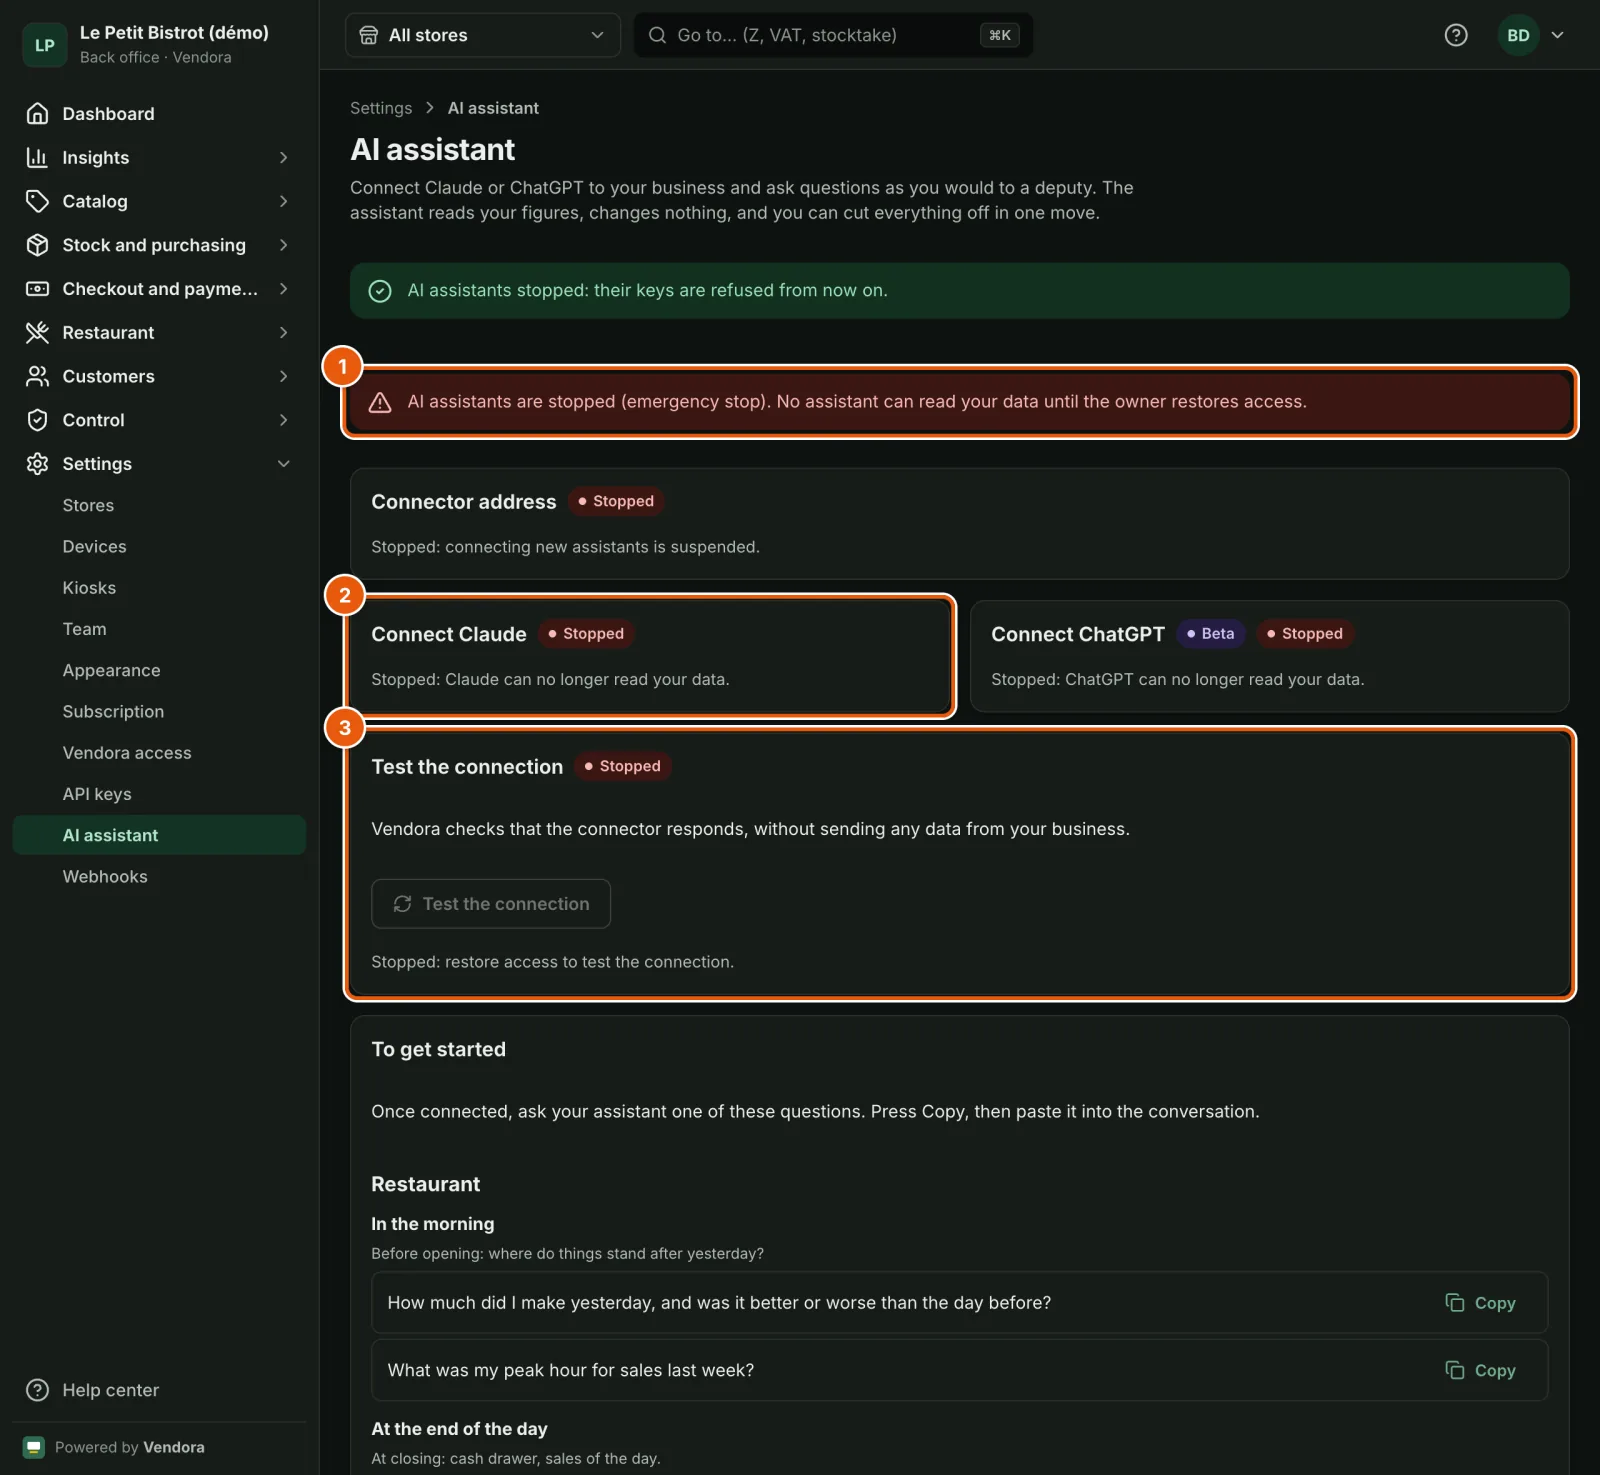 LP
Le Petit Bistrot (démo)
Back office · Vendora
All stores
Go to... (Z, VAT, stocktake)
⌘K
BD
Dashboard
Insights
Catalog
Stock and purchasing
Checkout and payme...
Restaurant
Customers
Control
Settings
Stores
Devices
Kiosks
Team
Appearance
Subscription
Vendora access
API keys
AI assistant
Webhooks
Help center
Powered by Vendora
Settings > AI assistant
AI assistant
Connect Claude or ChatGPT to your business and ask questions as you would to a deputy. The
assistant reads your figures, changes nothing, and you can cut everything off in one move.
AI assistants stopped: their keys are refused from now on.
1
AI assistants are stopped (emergency stop). No assistant can read your data until the owner restores access.
Connector address
Stopped
Stopped: connecting new assistants is suspended.
2
Connect Claude
Stopped
Stopped: Claude can no longer read your data.
Connect ChatGPT
Beta
Stopped
Stopped: ChatGPT can no longer read your data.
3
Test the connection
Stopped
Vendora checks that the connector responds, without sending any data from your business.
Test the connection
Stopped: restore access to test the connection.
To get started
Once connected, ask your assistant one of these questions. Press Copy, then paste it into the conversation.
Restaurant
In the morning
Before opening: where do things stand after yesterday?
How much did I make yesterday, and was it better or worse than the day before?
Copy
What was my peak hour for sales last week?
Copy
At the end of the day
At closing: cash drawer, sales of the day.